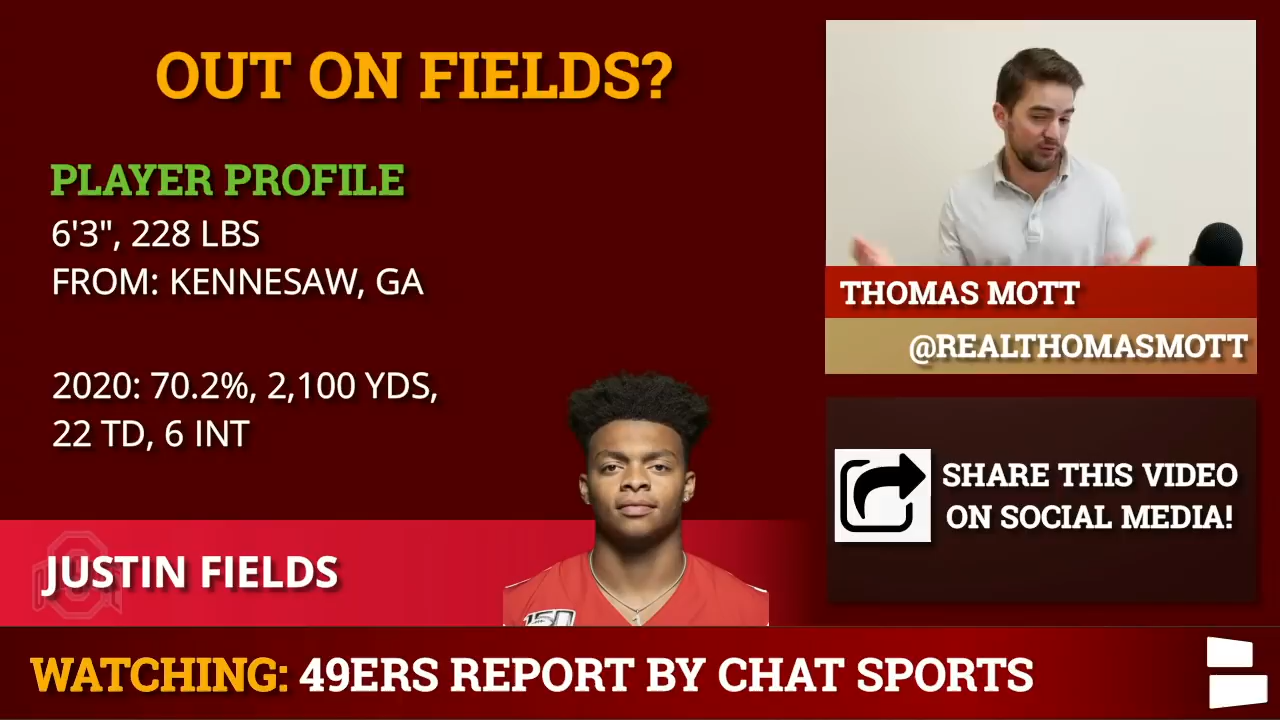 OUT ON FIELDS?
PLAYER PROFILE
6'3", 228 LBS
FROM: KENNESAW, GA
2020: 70.2%, 2,100 YDS,
22 TD, 6 INT
JUSTIN FIELDS
150
THOMAS MOTT
@REALTHOMASMOTT
SHARE THIS VIDEO
ON SOCIAL MEDIA!
WATCHING: 49ERS REPORT BY CHAT SPORTS